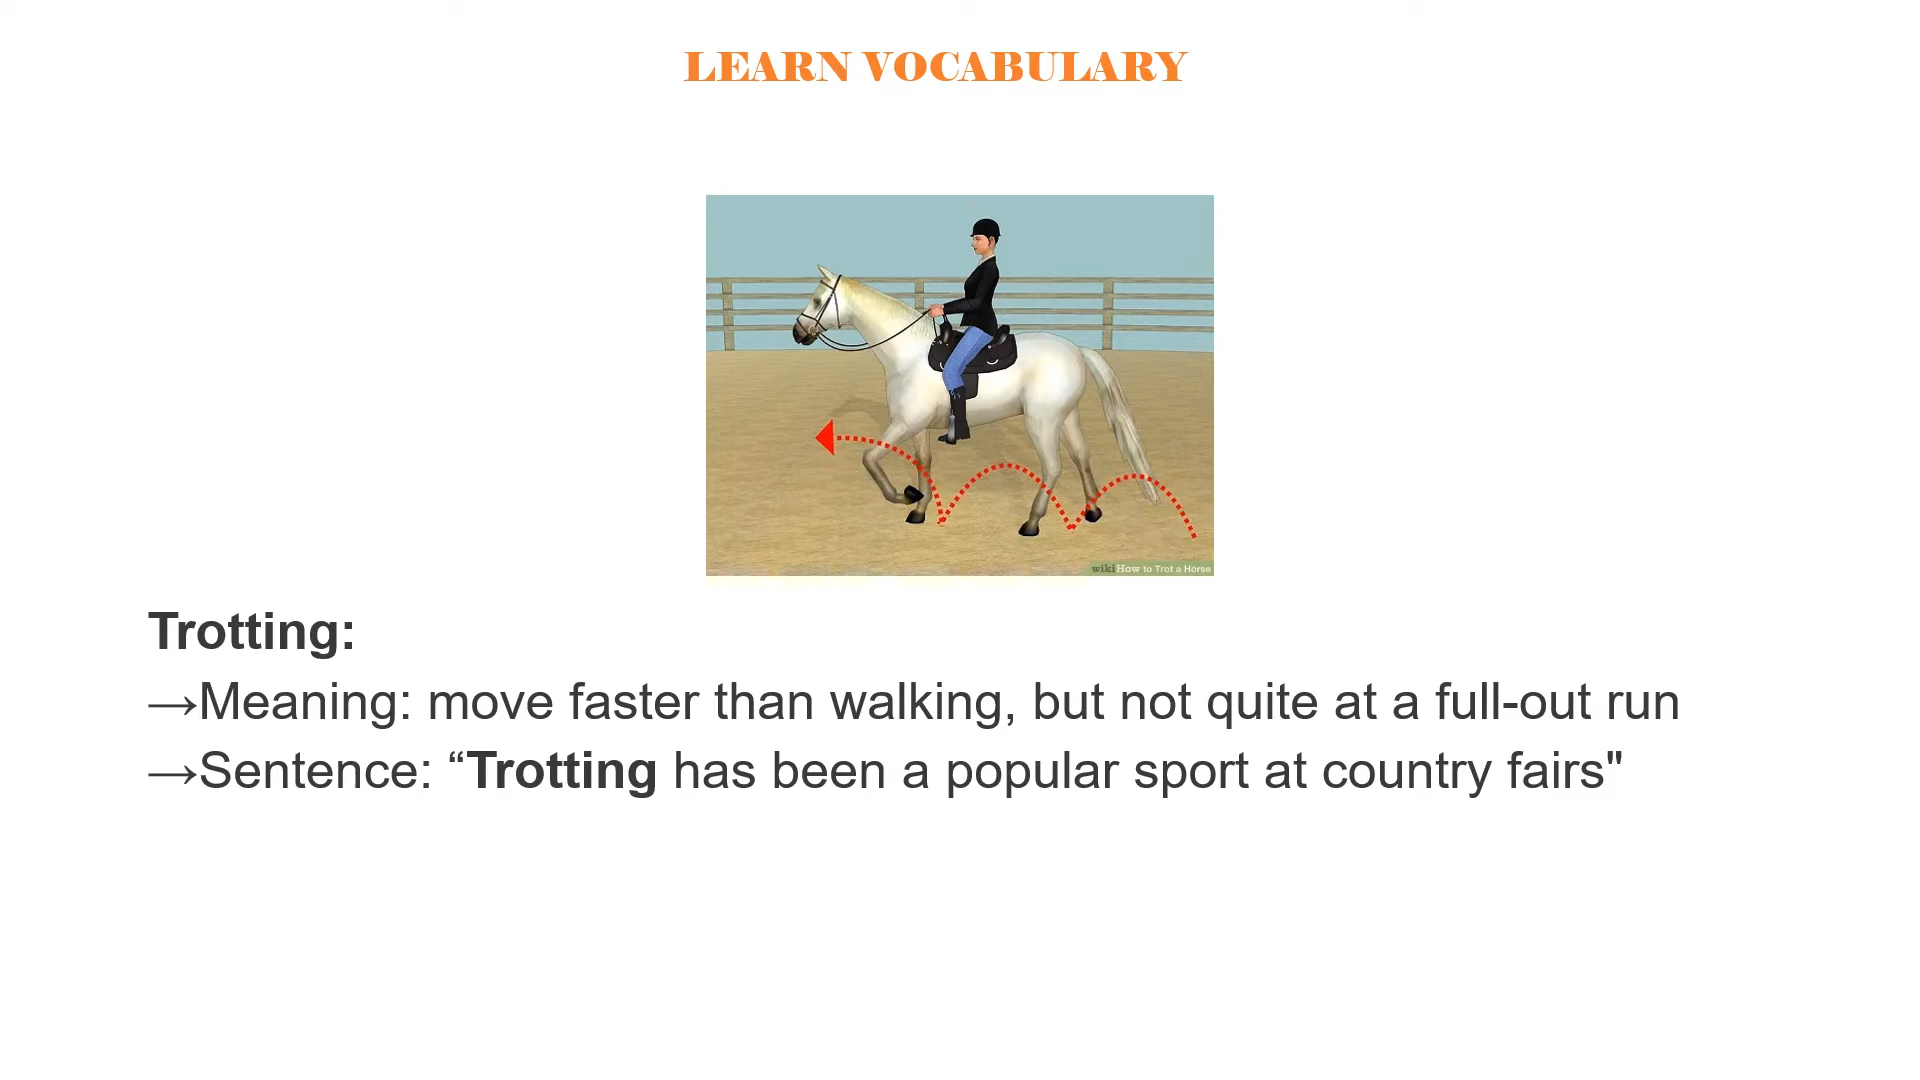 LEARN VOCABULARY
wikiHow to Trot a Horse
Trotting:
→Meaning: move faster than walking, but not quite at a full-out run
→Sentence: “Trotting has been a popular sport at country fairs"